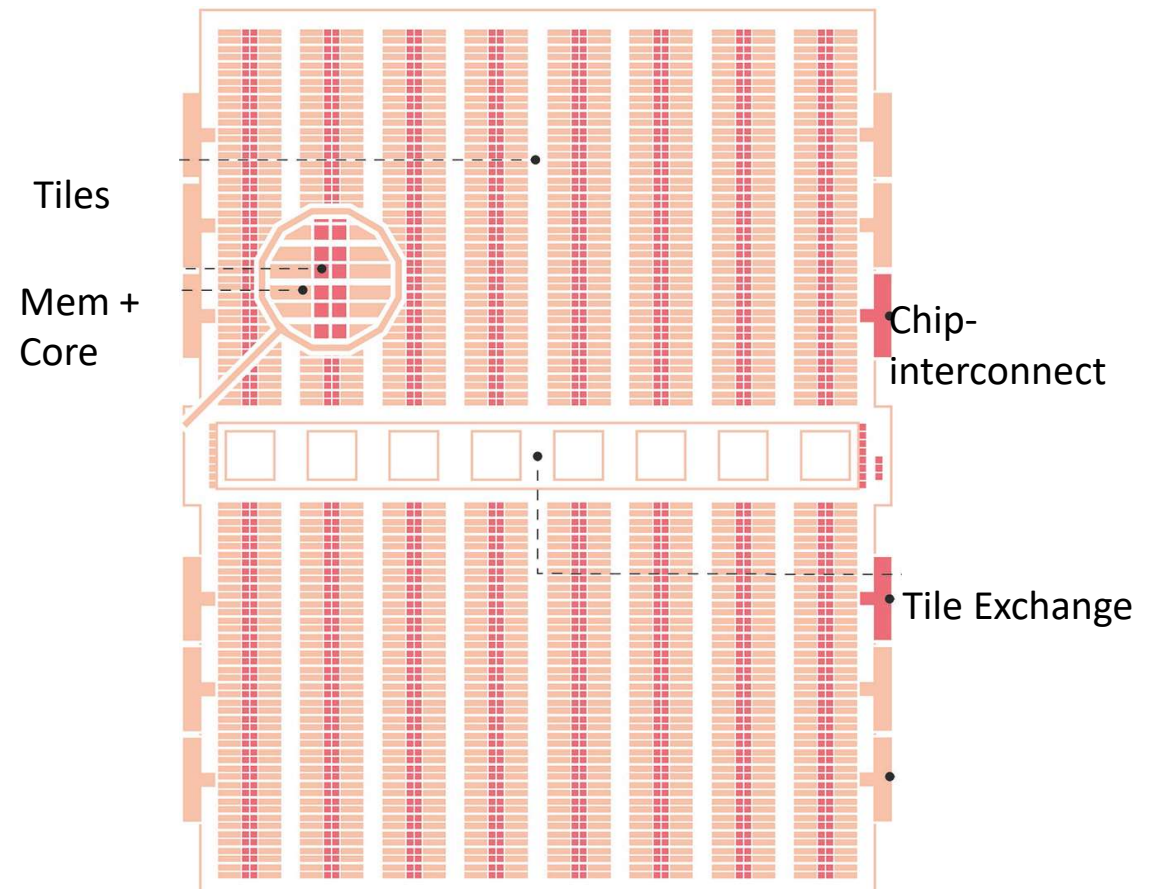 Tiles
Mem +
Core
Chip-
interconnect
Tile Exchange